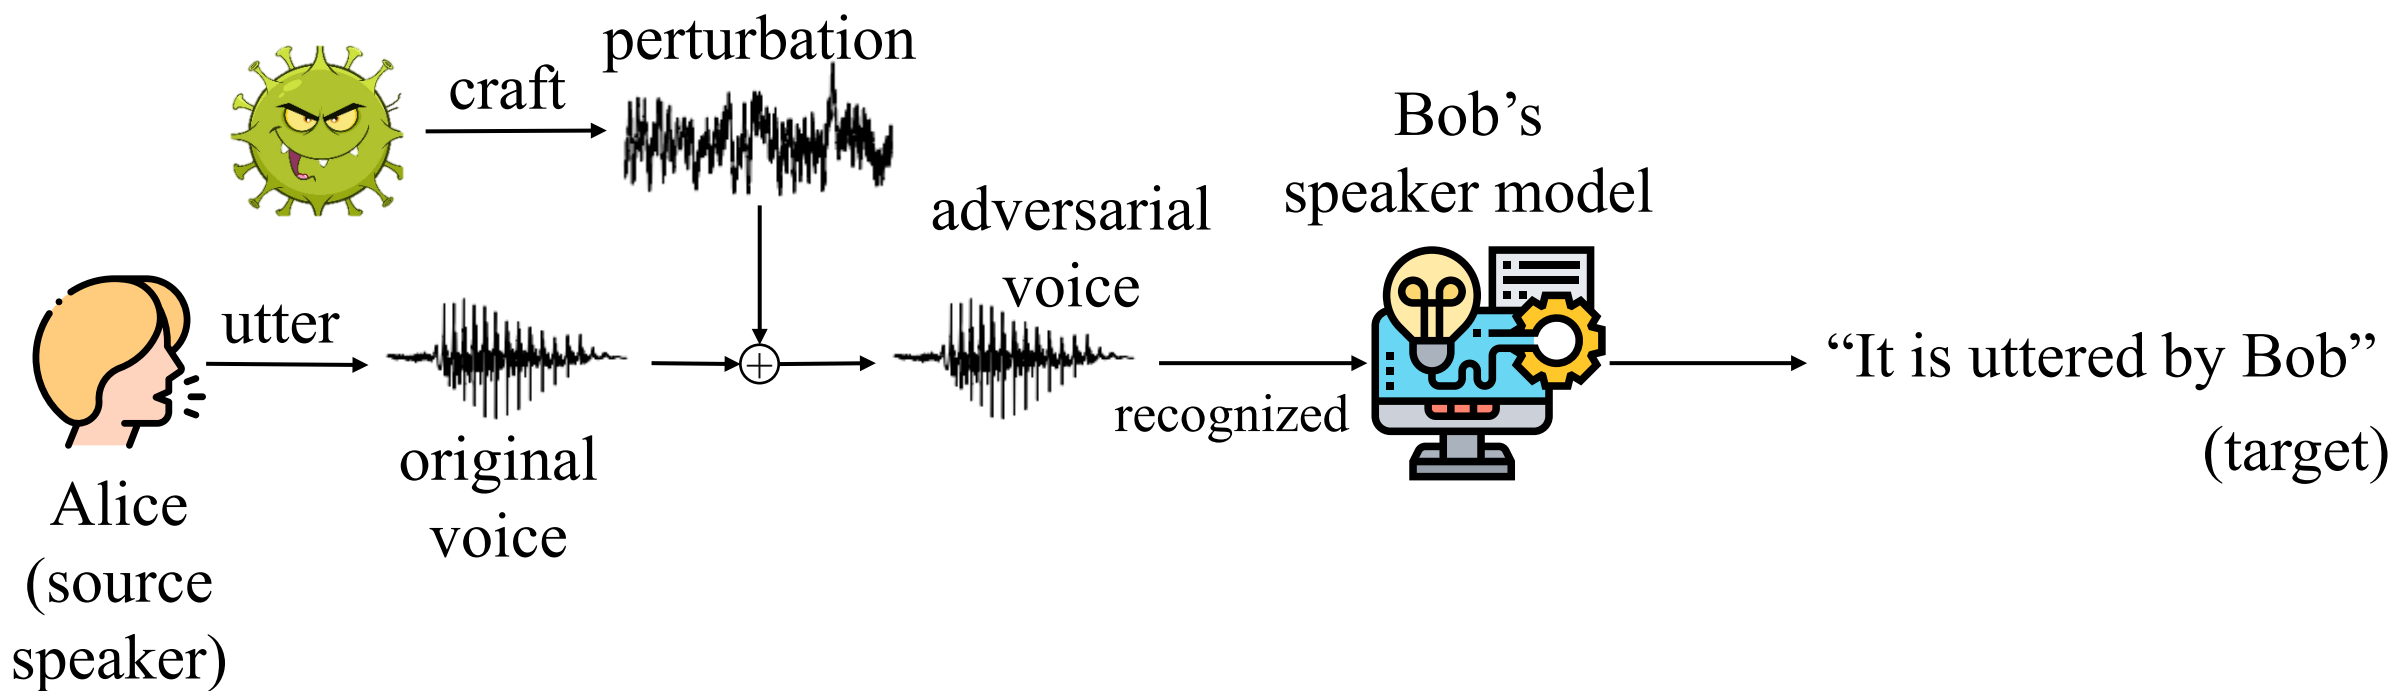 perturbation
craft
Bob’s
speaker model
adversarial
voice
utter
“It is uttered by Bob”
(target)
recognized
original
voice
Alice
(source
speaker)